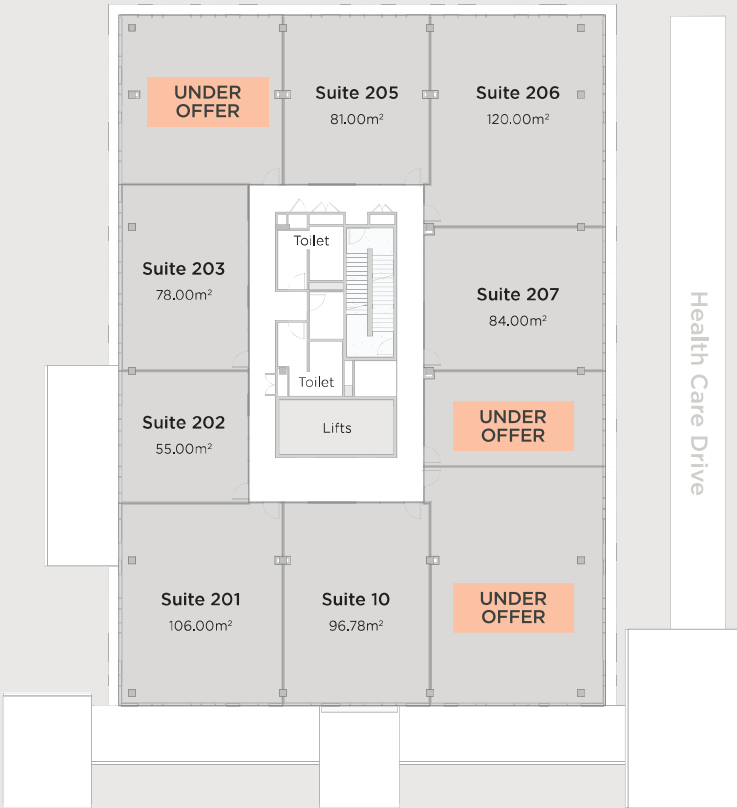 UNDER
OFFER
Suite 205
81.00m²
Suite 206
120.00m²
Toilet
Suite 203
78.00m²
Suite 207
84.00m²
Health Care Drive
Toilet
Suite 202
55.00m²
Lifts
UNDER
OFFER
Suite 201
106.00m²
Suite 10
96.78m²
UNDER
OFFER